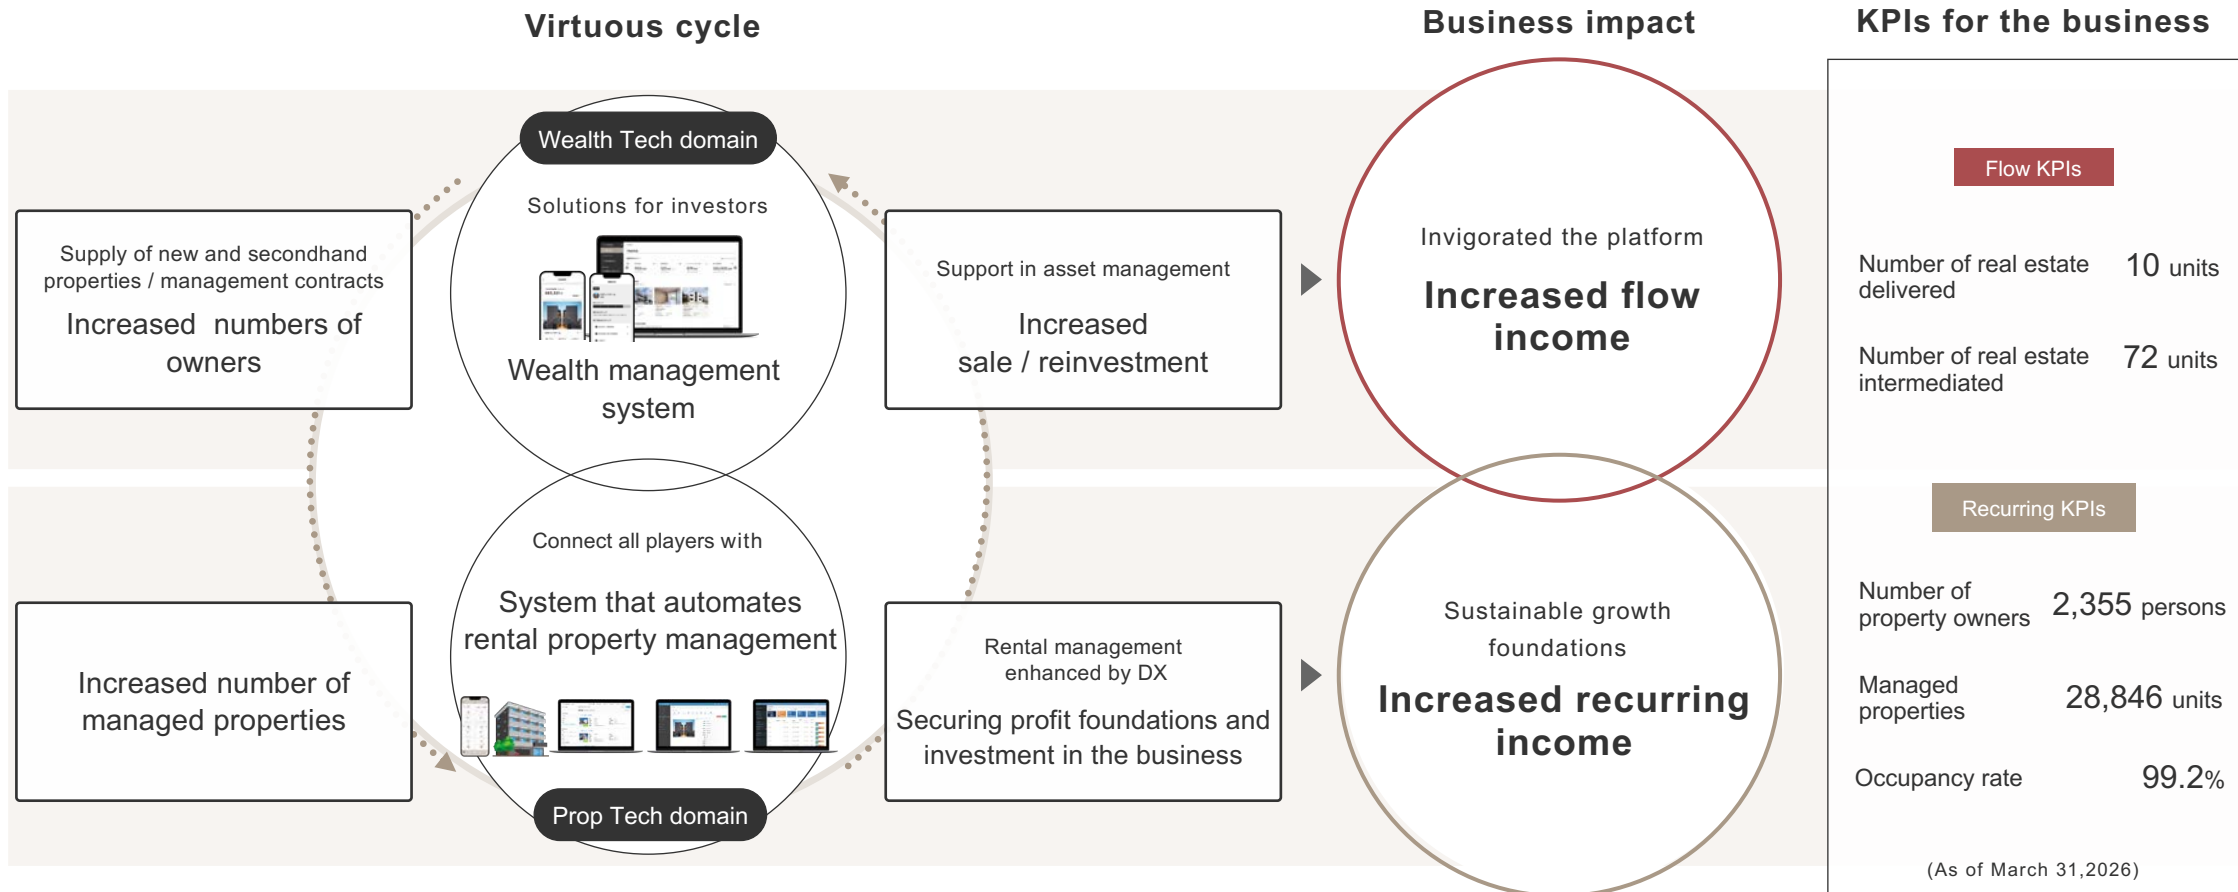 Virtuous cycle
Business impact
KPIs for the business
Wealth Tech domain
Solutions for investors
Wealth management
system
Supply of new and secondhand
properties / management contracts
Increased numbers of
owners
Support in asset management
Increased
sale / reinvestment
Invigorated the platform
Increased flow
income
Flow KPIs
Number of real estate
delivered
10 units
Number of real estate
intermediated
72 units
Connect all players with
System that automates
rental property management
Prop Tech domain
Increased number of
managed properties
Rental management
enhanced by DX
Securing profit foundations and
investment in the business
Sustainable growth
foundations
Increased recurring
income
Recurring KPIs
Number of
property owners
2,355 persons
Managed
properties
28,846 units
Occupancy rate
99.2%
(As of March 31,2026)